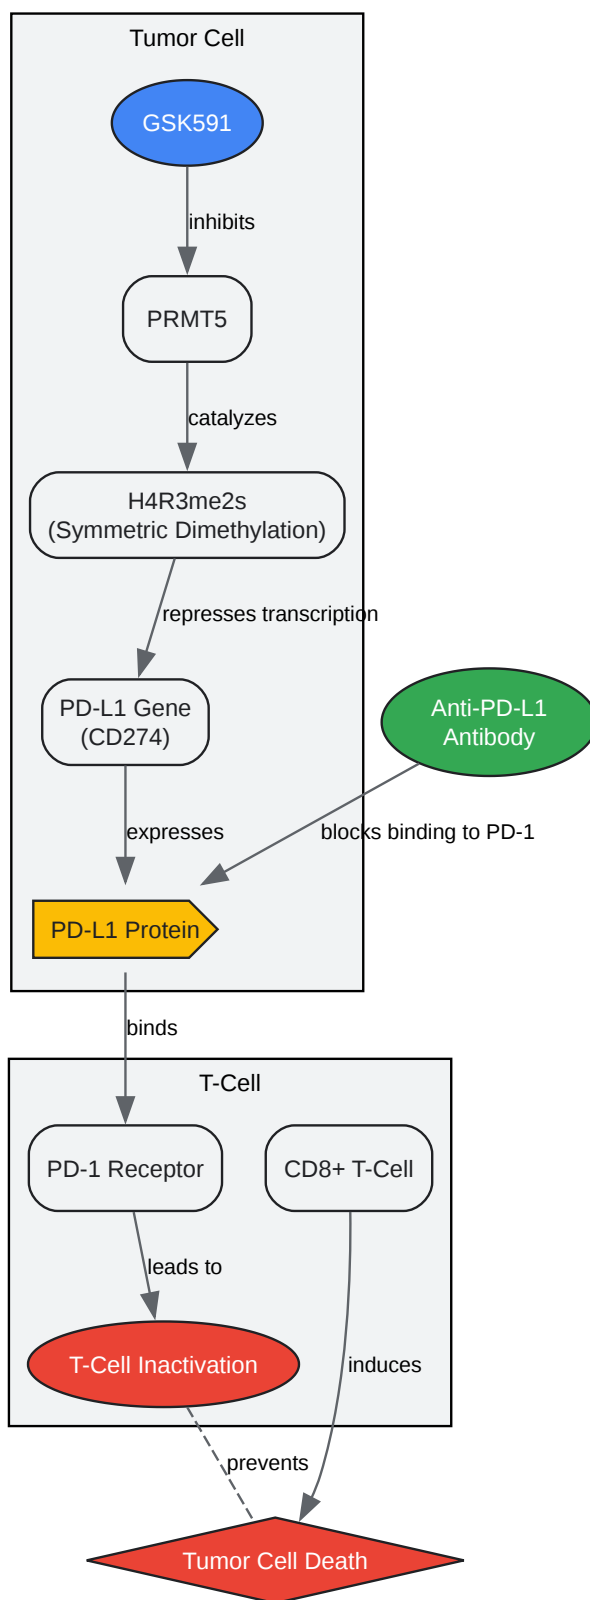 Tumor Cell
GSK591
inhibits
PRMT5
catalyzes
H4R3me2s
(Symmetric Dimethylation)
represses transcription
PD-L1 Gene
(CD274)
Anti-PD-L1
Antibody
expresses
blocks binding to PD-1
PD-L1 Protein
binds
T-Cell
PD-1 Receptor
CD8+ T-Cell
leads to
T-Cell Inactivation
induces
prevents
Tumor Cell Death